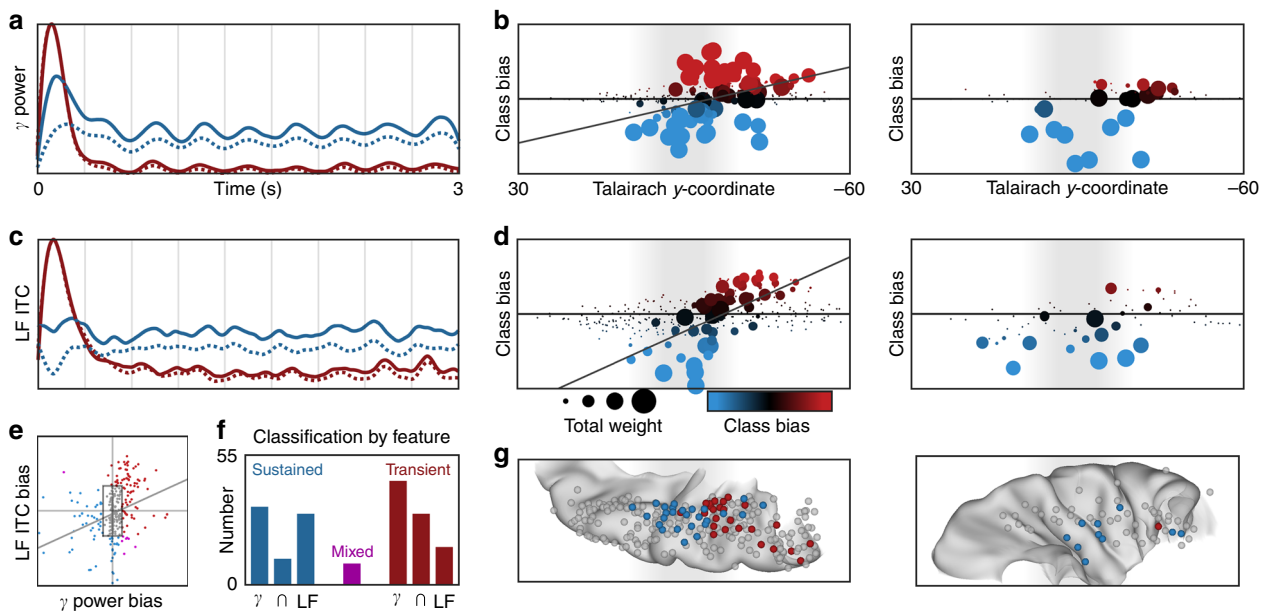 a
γ power
0
Time (s)
3
b
Class bias
30
Talairach y-coordinate
–60
Class bias
30
Talairach y-coordinate
–60
c
LF ITC
d
Class bias
Total weight
Class bias
Class bias
e
LF ITC bias
γ power bias
f
Classification by feature
55
Number
0
Sustained
Mixed
Transient
γ ∩ LF
γ ∩ LF
g